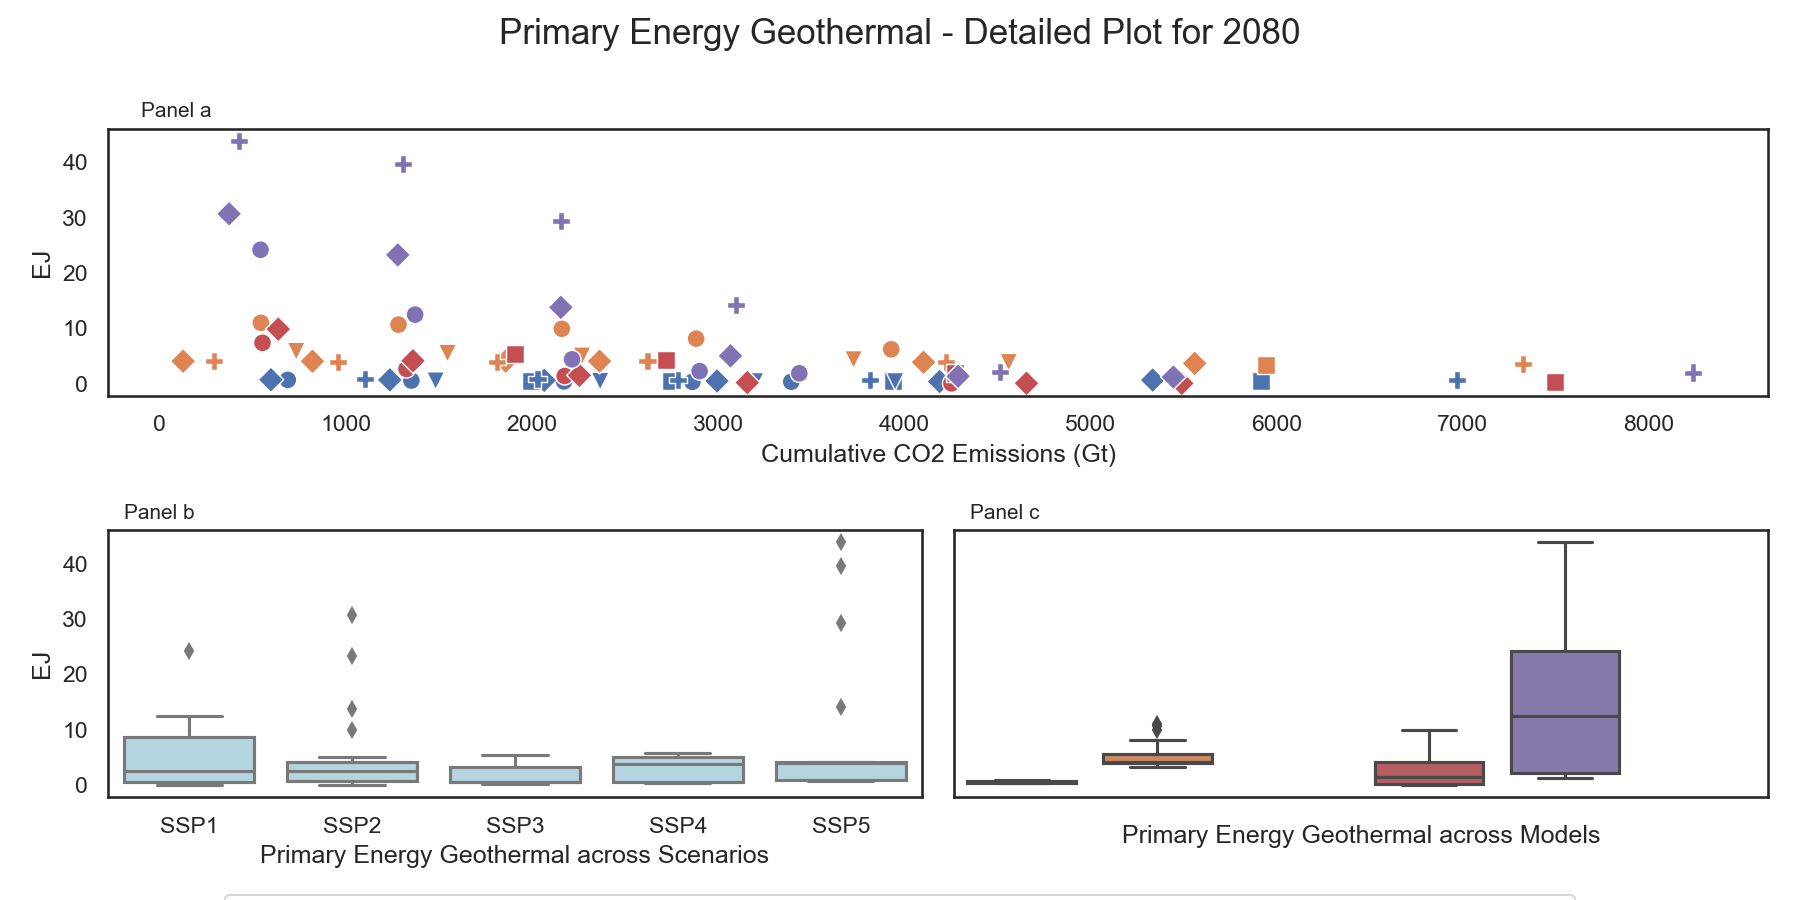 Primary Energy Geothermal - Detailed Plot for 2080
Panel a
40
30
20
10
0
EJ
0 1000 2000 3000 4000 5000 6000 7000 8000
Cumulative CO2 Emissions (Gt)
Panel b
Panel c
40
30
20
10
0
EJ
SSP1 SSP2 SSP3 SSP4 SSP5
Primary Energy Geothermal across Scenarios
Primary Energy Geothermal across Models